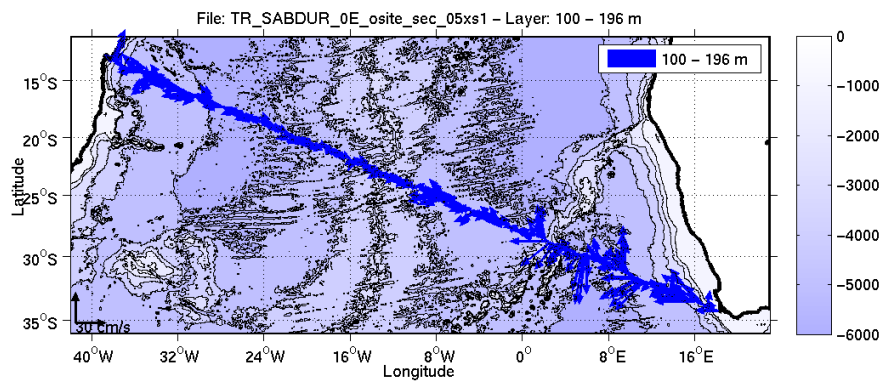 File: TR_SABDUR_0E_osite_sec_05xs1 – Layer: 100 – 196 m
100 – 196 m
15°S
20°S
25°S
30°S
35°S
Latitude
30 cm/s
40°W
32°W
24°W
16°W
8°W
0°
8°E
16°E
Longitude
0
−1000
−2000
−3000
−4000
−5000
−6000